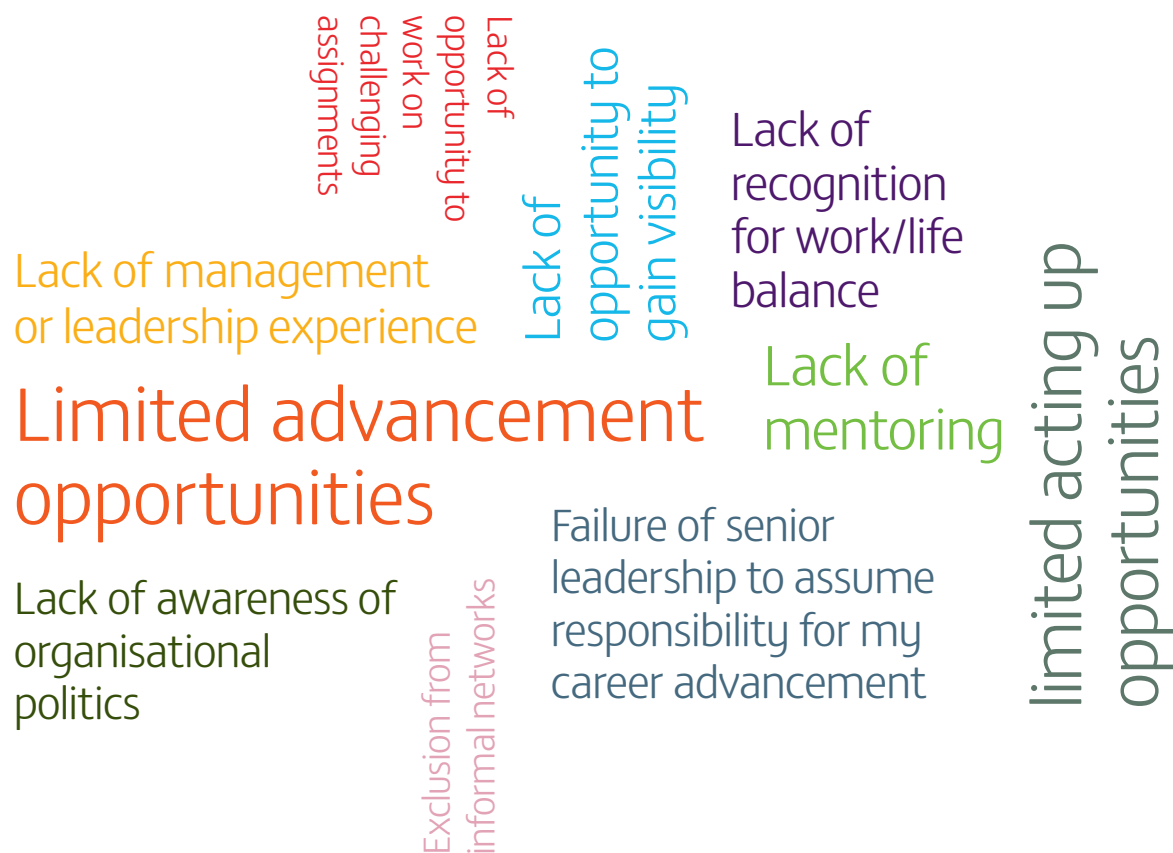 Lack of
opportunity to
work on
challenging
assignments
Lack of
opportunity to
gain visibility
Lack of
recognition
for work/life
balance
Lack of management
or leadership experience
Limited advancement
opportunities
Lack of
mentoring
limited acting up
opportunities
Lack of awareness of
organisational
politics
Exclusion from
informal networks
Failure of senior
leadership to assume
responsibility for my
career advancement